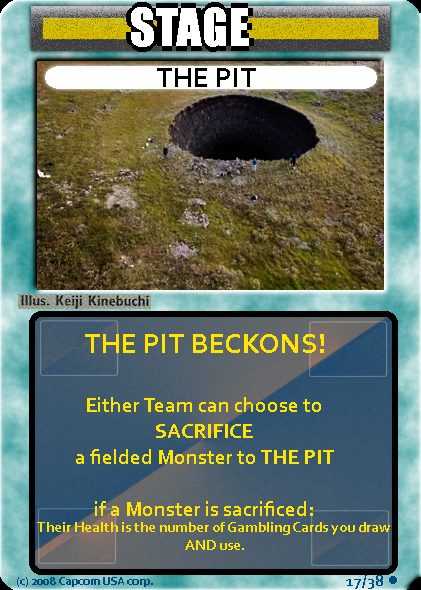 STAGE
THE PIT
Illus. Keiji Kinebuchi
THE PIT BECKONS!
Either Team can choose to
SACRIFICE
a fielded Monster to THE PIT
if a Monster is sacrificed:
Their Health is the number of Gambling Cards you draw
AND use.
(c) 2008 Capcom USA corp.
17/38 ●